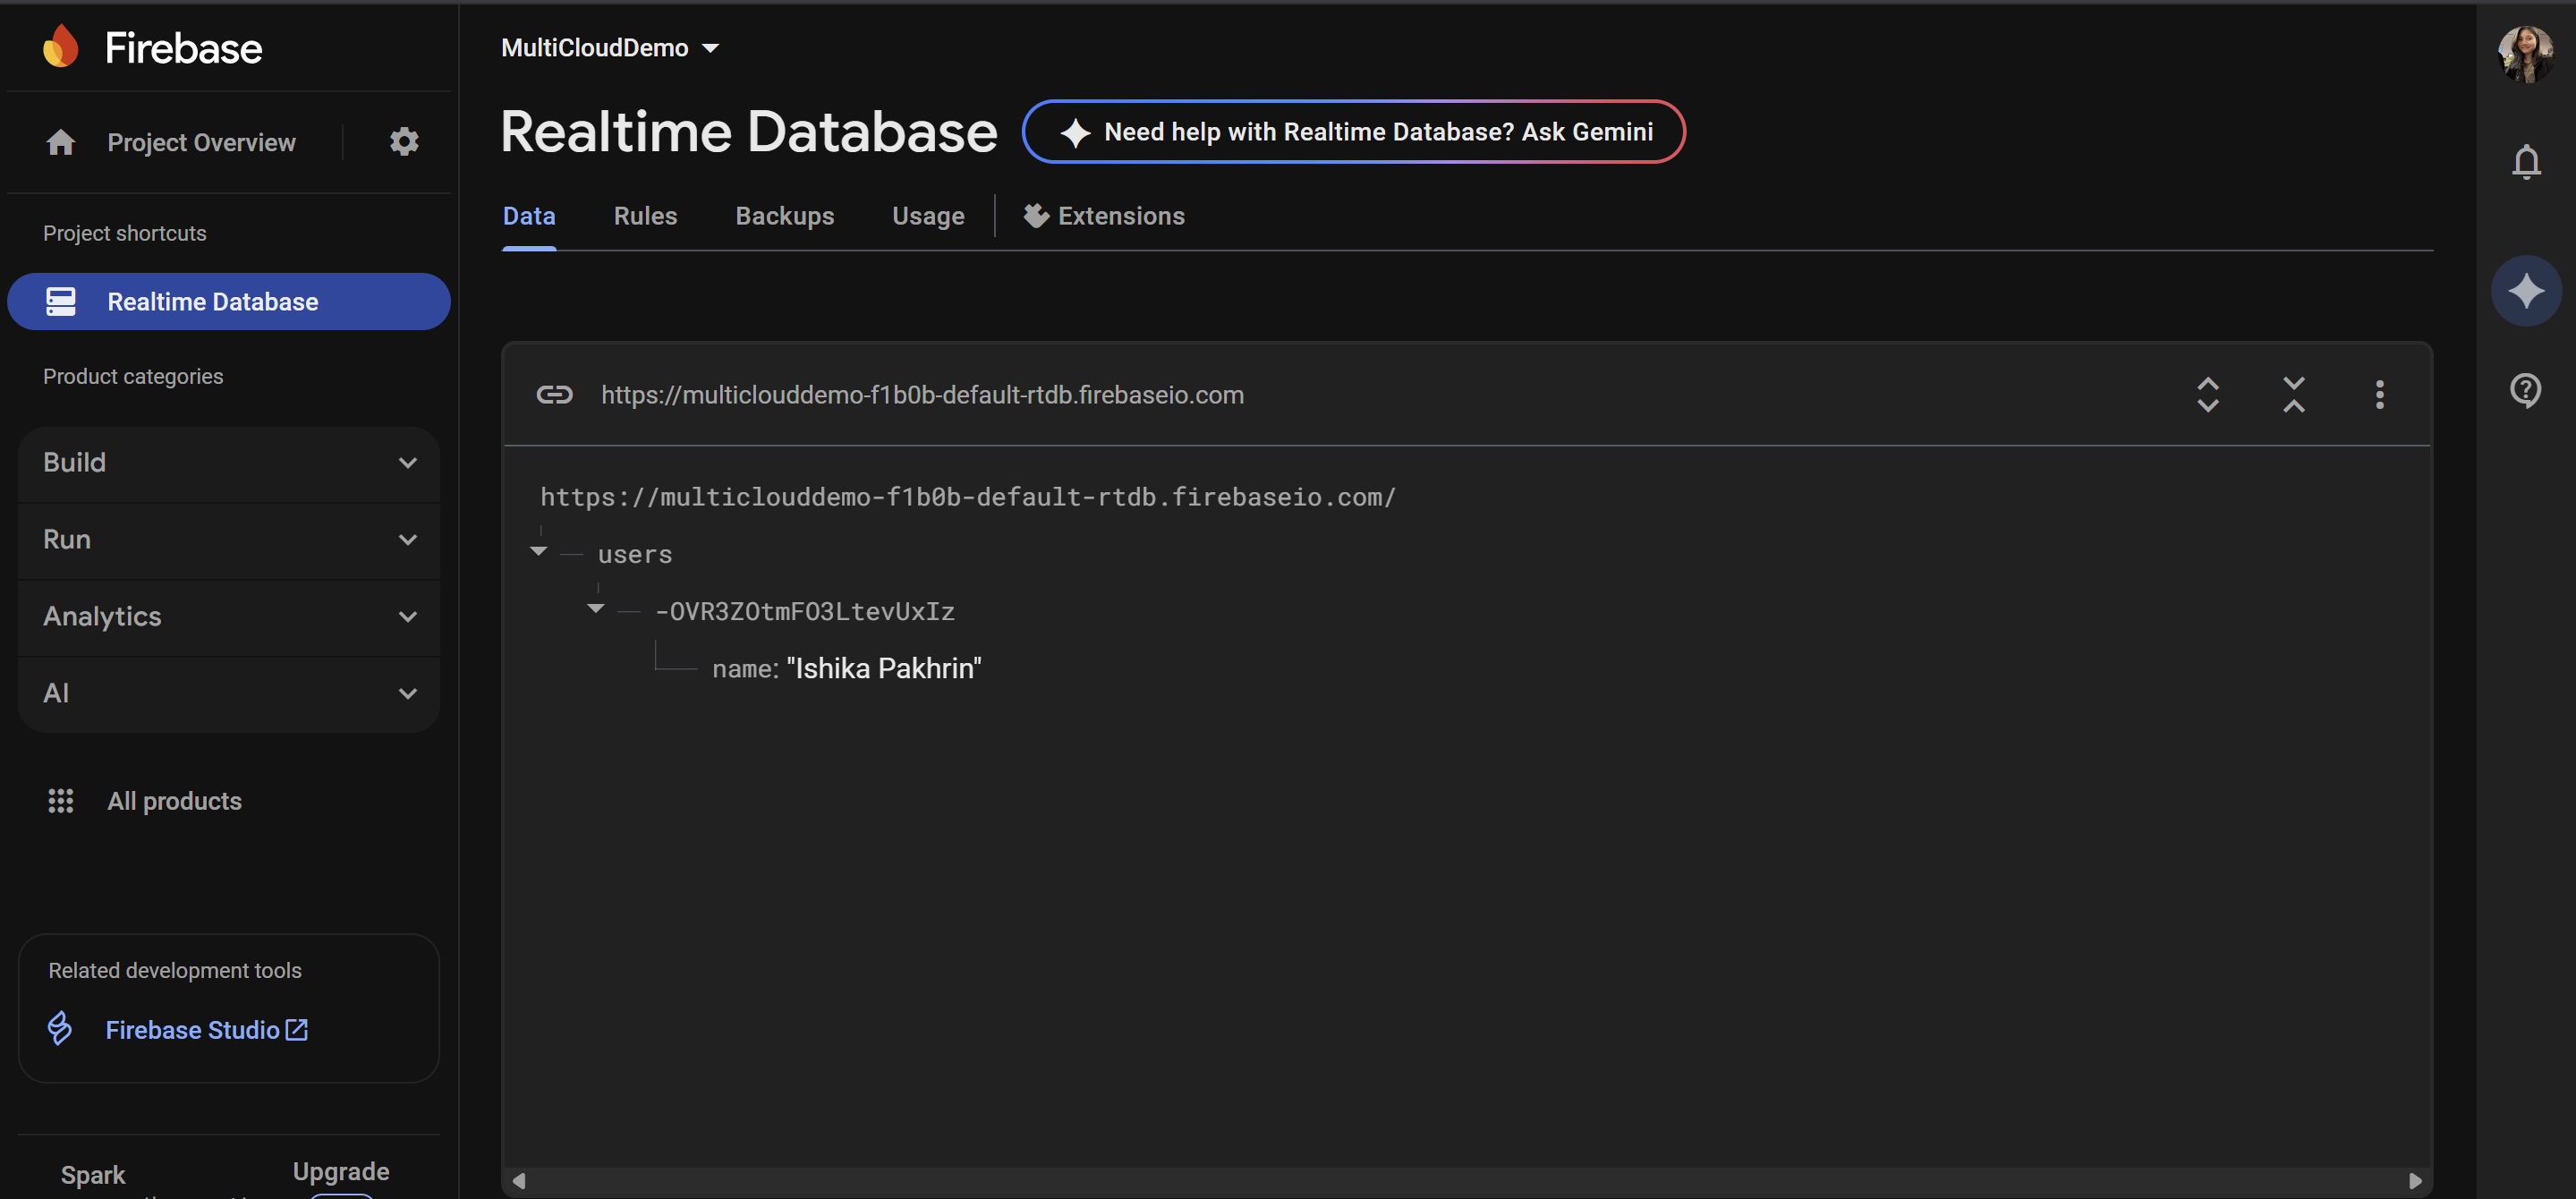 Firebase
Project Overview
Project shortcuts
Realtime Database
Product categories
Build
Run
Analytics
AI
All products
Related development tools
Firebase Studio
Spark
Upgrade
MultiCloudDemo
Realtime Database
Need help with Realtime Database? Ask Gemini
Data Rules Backups Usage Extensions
https://multiclouddemo-f1b0b-default-rtdb.firebaseio.com
https://multiclouddemo-f1b0b-default-rtdb.firebaseio.com/
users
-OVR3ZOtmFO3LtevUxIz
name: "Ishika Pakhrin"